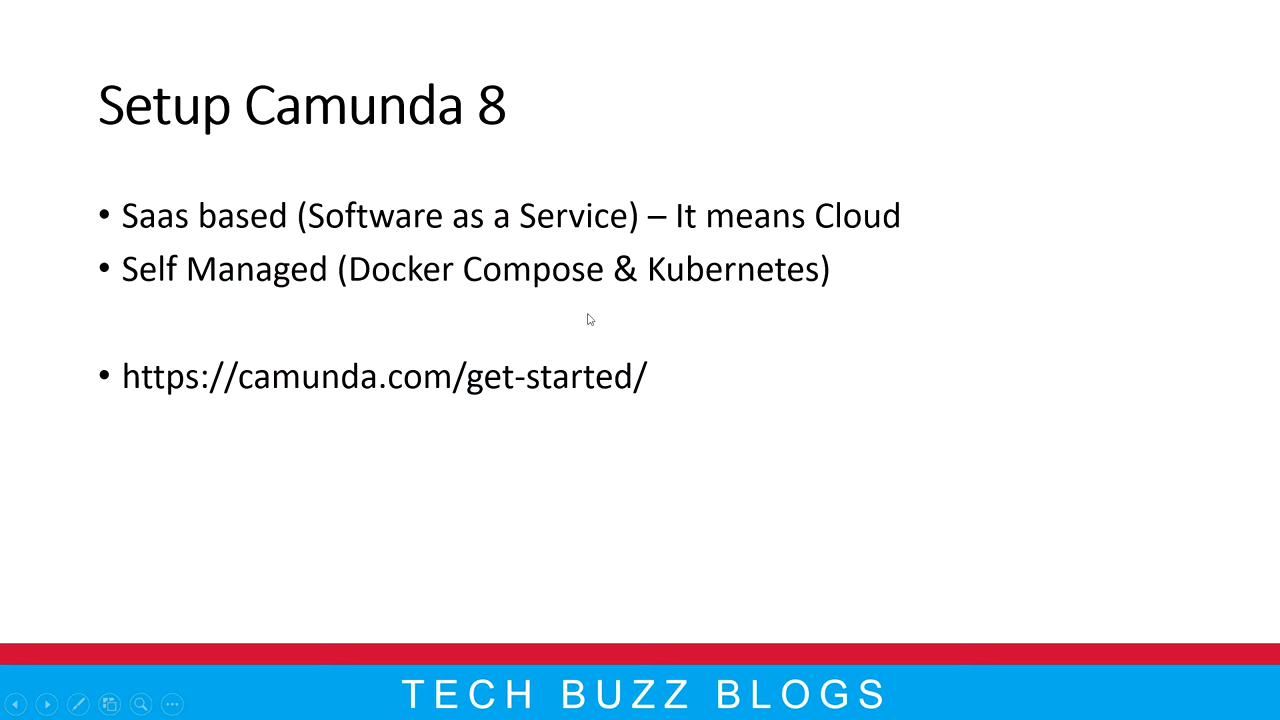 Setup Camunda 8
• Saas based (Software as a Service) – It means Cloud
• Self Managed (Docker Compose & Kubernetes)
• https://camunda.com/get-started/
TECH BUZZ BLOGS